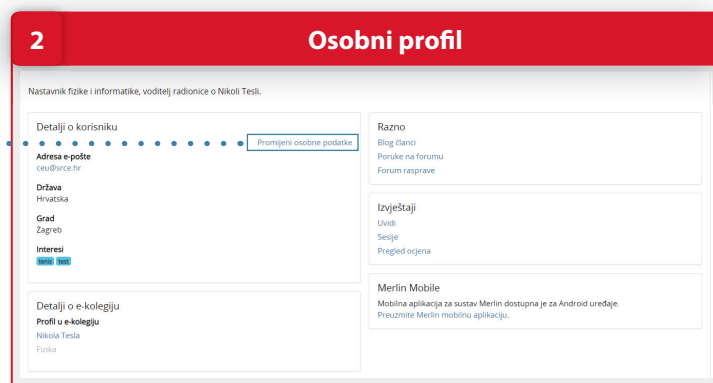 2
Osobni profil
Nastavnik fizike i informatike, voditelj radionice o Nikoli Tesli.
Detalji o korisniku
Promijeni osobne podatke
Adresa e-pošte
ceu@srce.hr
Država
Hrvatska
Grad
Zagreb
Interesi
tenis test
Detalji o e-kolegiju
Profil u e-kolegiju
Nikola Tesla
Fizika
Razno
Blog članci
Poruke na forumu
Forum rasprave
Izvještaji
Uvidi
Sesije
Pregled ocjena
Merlin Mobile
Mobilna aplikacija za sustav Merlin dostupna je za Android uređaje.
Preuzmite Merlin mobilnu aplikaciju.